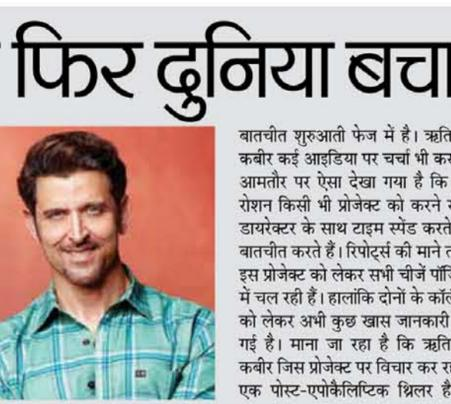 फिर दुनिया बचा
बातचीत शुरुआती फेज में है। ऋति
कबीर कई आइडिया पर चर्चा भी कर
आमतौर पर ऐसा देखा गया है कि
रोशन किसी भी प्रोजेक्ट को करने से
डायरेक्टर के साथ टाइम स्पेंड करते
बातचीत करते हैं। रिपोर्ट्स की माने त
इस प्रोजेक्ट को लेकर सभी चीजें पॉजि
में चल रही हैं। हालांकि दोनों के कॉलै
को लेकर अभी कुछ खास जानकारी
गई है। माना जा रहा है कि ऋति
कबीर जिस प्रोजेक्ट पर विचार कर रहे
एक पोस्ट-एपोकैलिप्टिक थ्रिलर है